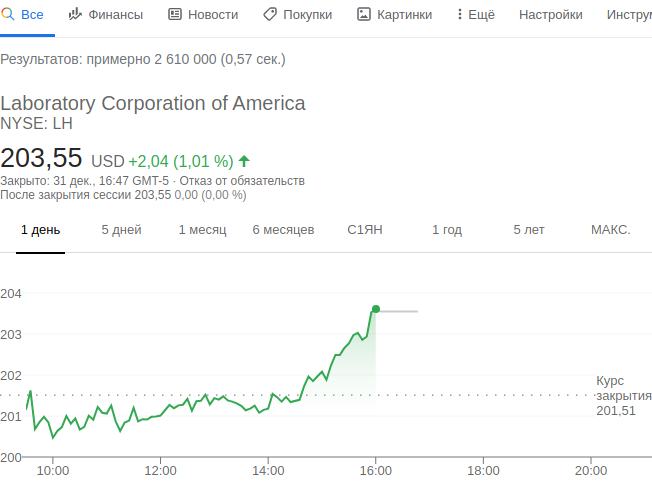 Все Финансы Новости Покупки Картинки Ещё Настройки
Результатов: примерно 2 610 000 (0,57 сек.)
Laboratory Corporation of America
NYSE: LH
203,55 USD +2,04 (1,01 %)
Закрыто: 31 дек., 16:47 GMT-5 · Отказ от обязательств
После закрытия сессии 203,55 0,00 (0,00 %)
1 день 5 дней 1 месяц 6 месяцев С1ЯН 1 год 5 лет МАКС.
204
203
202
Курс
закрытия
201,51
201
200
10:00 12:00 14:00 16:00 18:00 20:00